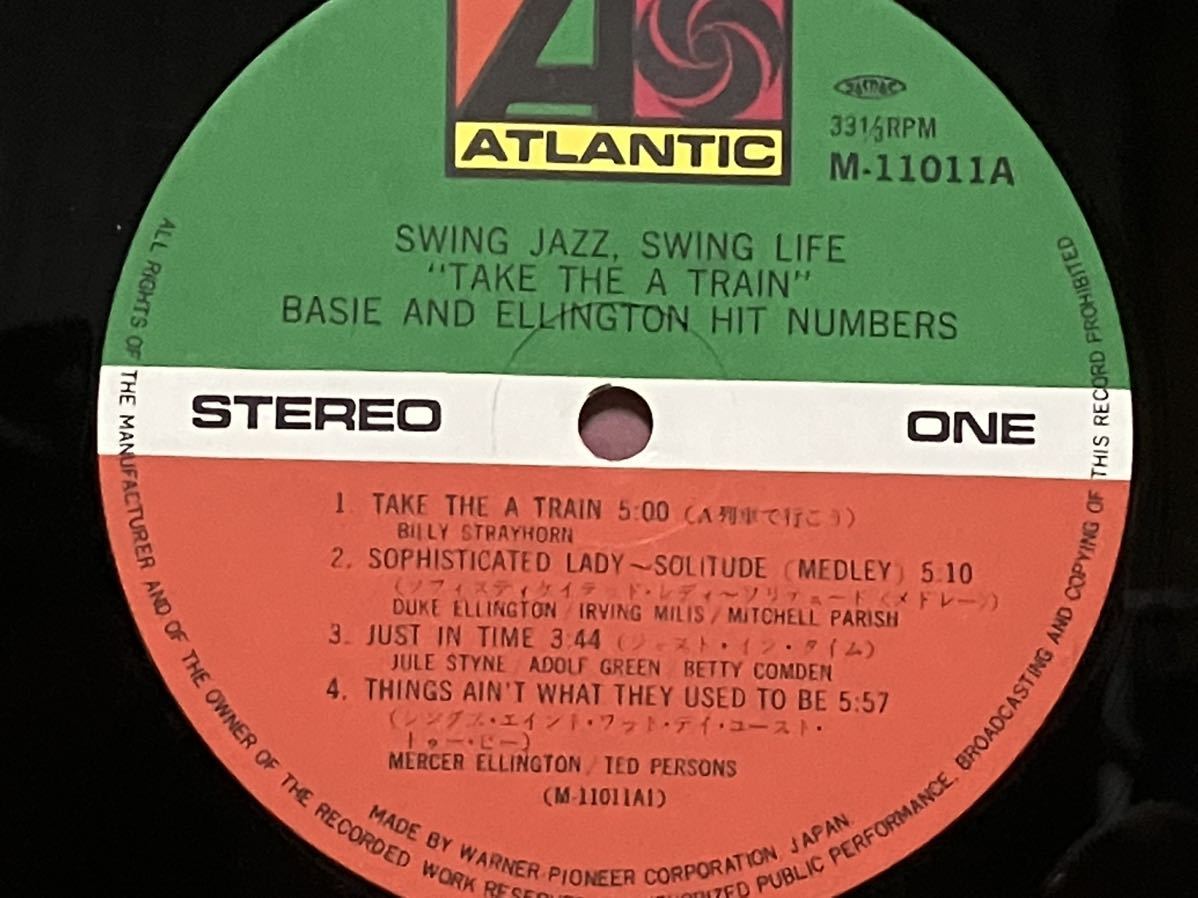 ATLANTIC
33⅓RPM
M-11011A
SWING JAZZ, SWING LIFE
"TAKE THE A TRAIN"
BASIE AND ELLINGTON HIT NUMBERS
STEREO
ONE
1. TAKE THE A TRAIN 5:00 (A列車で行こう)
BILLY STRAYHORN
2. SOPHISTICATED LADY～SOLITUDE (MEDLEY) 5:10
(ソフィスティケイテッド・レディ～ソリチュード〈メドレー〉)
DUKE ELLINGTON / IRVING MILIS / MITCHELL PARISH
3. JUST IN TIME 3:44 (ジャスト・イン・タイム)
JULE STYNE / ADOLF GREEN / BETTY COMDEN
4. THINGS AIN'T WHAT THEY USED TO BE 5:57
(シングス・エイント・ワット・デイ・ユースト・
トゥー・ビー)
MERCER ELLINGTON / TED PERSONS
(M-11011A1)
MADE BY WARNER-PIONEER CORPORATION, JAPAN.
ALL RIGHTS OF THE MANUFACTURER AND OF THE OWNER OF THE RECORDED WORK RESERVED PUBLIC PERFORMANCE, BROADCASTING AND COPYING OF THIS RECORD PROHIBITED